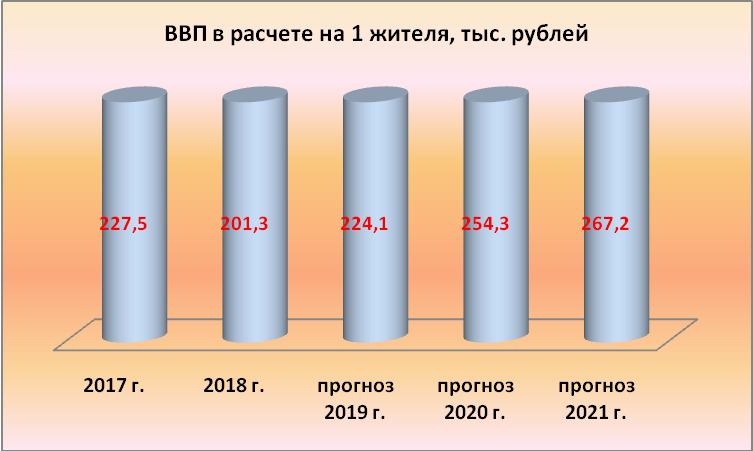 ВВП в расчете на 1 жителя, тыс. рублей
227,5 201,3 224,1 254,3 267,2
2017 г. 2018 г. прогноз прогноз прогноз
2019 г. 2020 г. 2021 г.